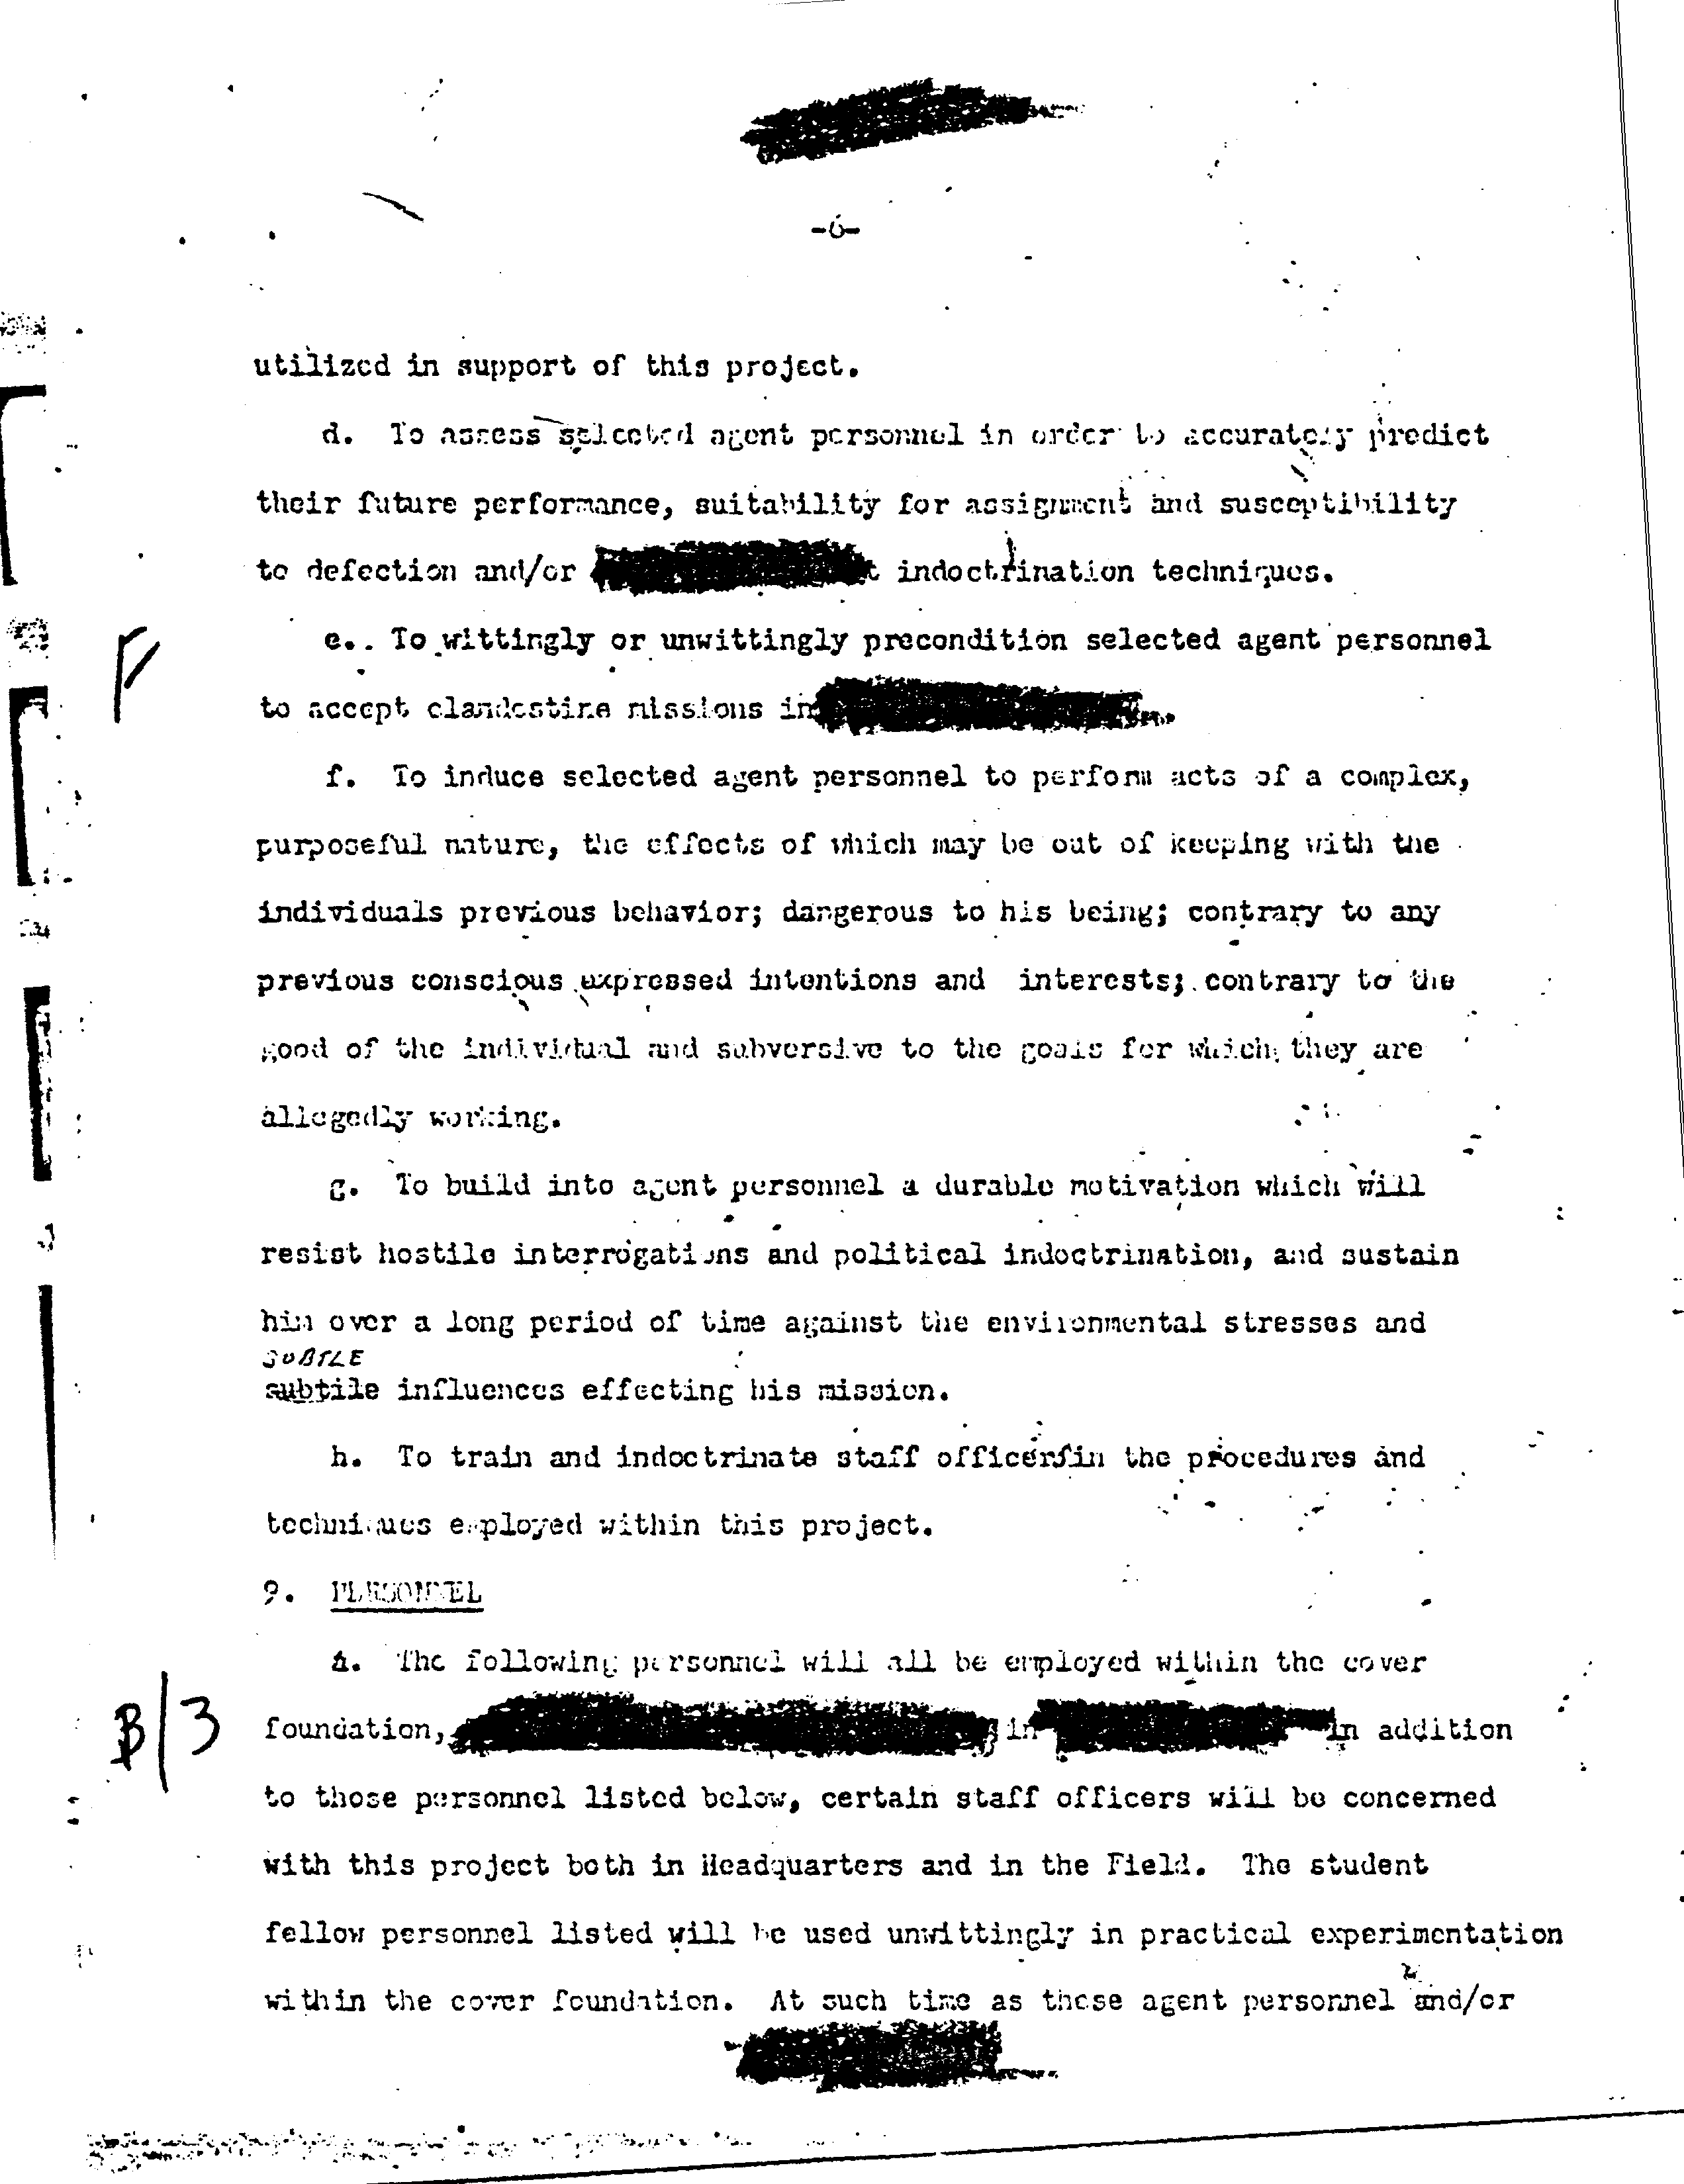 -6-
utilized in support of this project.
d. To assess selected agent personnel in order to accurately predict
their future performance, suitability for assignment and susceptibility
to defection and/or t indoctrination techniques.
e. To wittingly or unwittingly precondition selected agent personnel
to accept clandestine missions in
f. To induce selected agent personnel to perform acts of a complex,
purposeful nature, the effects of which may be out of keeping with the
individuals previous behavior; dangerous to his being; contrary to any
previous conscious expressed intentions and interests; contrary to the
good of the individual and subversive to the goals for which they are
allegedly working.
g. To build into agent personnel a durable motivation which will
resist hostile interrogations and political indoctrination, and sustain
him over a long period of time against the environmental stresses and
SUBTLE
subtile influences effecting his mission.
h. To train and indoctrinate staff officers in the procedures and
techniques employed within this project.
9. PERSONNEL
A. The following personnel will all be employed within the cover
B/3 foundation, in in addition
to those personnel listed below, certain staff officers will be concerned
with this project both in Headquarters and in the Field. The student
fellow personnel listed will be used unwittingly in practical experimentation
within the cover foundation. At such time as these agent personnel and/or